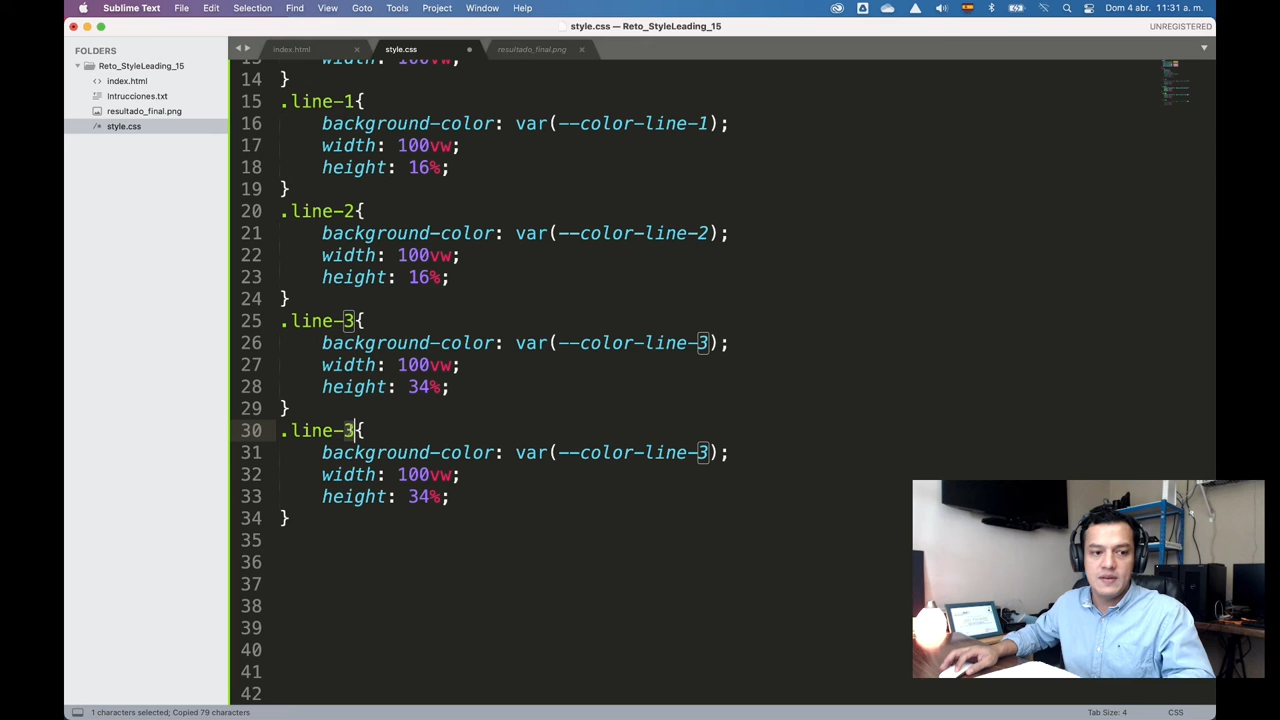 Sublime Text File Edit Selection Find View Goto Tools Project Window Help Dom 4 abr. 11:31 a. m.
style.css — Reto_StyleLeading_15 UNREGISTERED
FOLDERS
Reto_StyleLeading_15
index.html
Intrucciones.txt
resultado_final.png
style.css
index.html style.css resultado_final.png
13 width: 100vw;
14 }
15 .line-1{
16 background-color: var(--color-line-1);
17 width: 100vw;
18 height: 16%;
19 }
20 .line-2{
21 background-color: var(--color-line-2);
22 width: 100vw;
23 height: 16%;
24 }
25 .line-3{
26 background-color: var(--color-line-3);
27 width: 100vw;
28 height: 34%;
29 }
30 .line-3{
31 background-color: var(--color-line-3);
32 width: 100vw;
33 height: 34%;
34 }
35
36
37
38
39
40
41
42
1 characters selected; Copied 79 characters Tab Size: 4 CSS